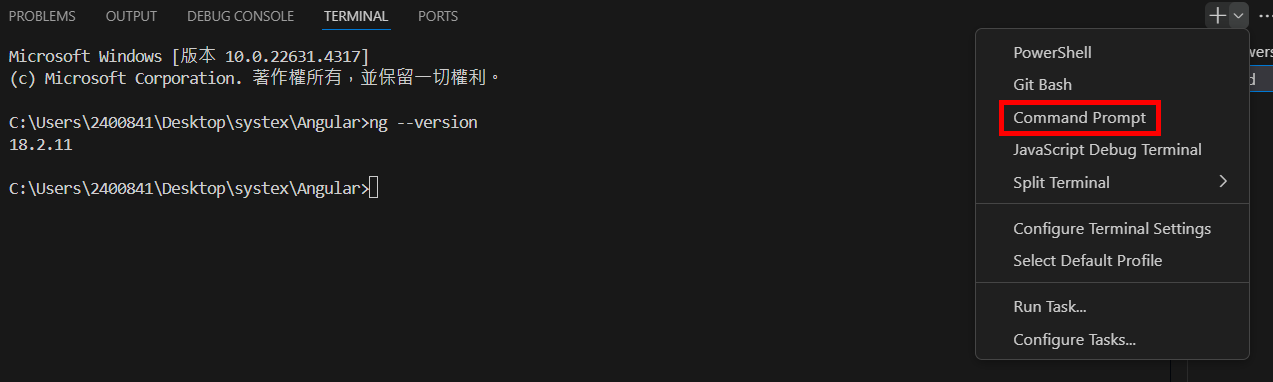 PROBLEMS OUTPUT DEBUG CONSOLE TERMINAL PORTS
Microsoft Windows [版本 10.0.22631.4317]
(c) Microsoft Corporation. 著作權所有，並保留一切權利。
C:\Users\2400841\Desktop\systex\Angular>ng --version
18.2.11
C:\Users\2400841\Desktop\systex\Angular>
PowerShell
Git Bash
Command Prompt
JavaScript Debug Terminal
Split Terminal
Configure Terminal Settings
Select Default Profile
Run Task...
Configure Tasks...